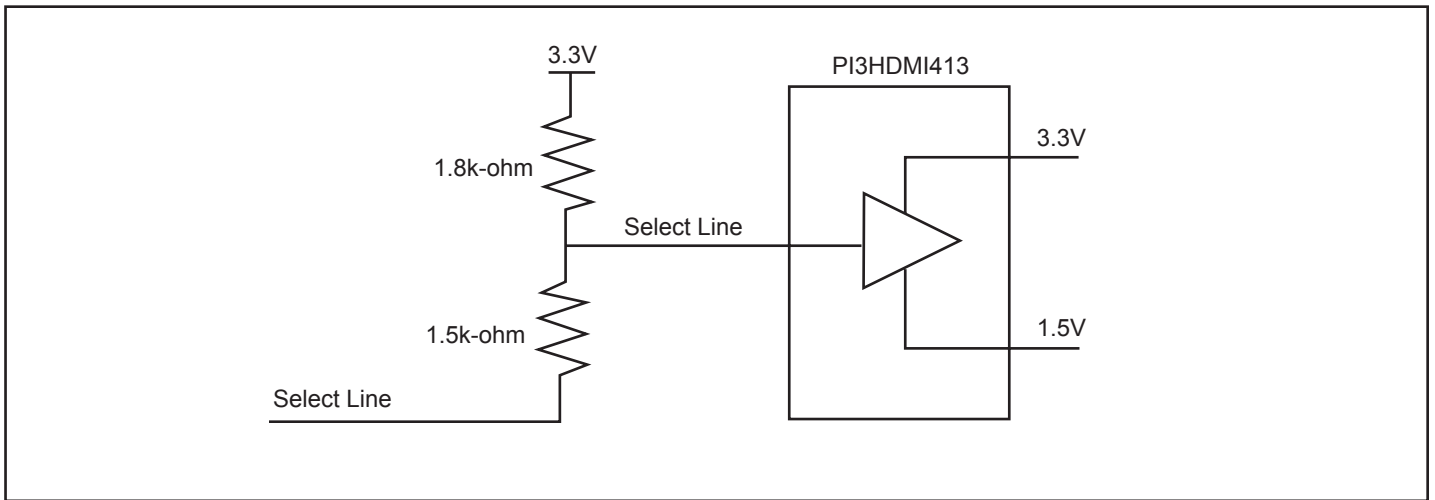 3.3V
PI3HDMI413
3.3V
1.8k-ohm
Select Line
1.5k-ohm
1.5V
Select Line